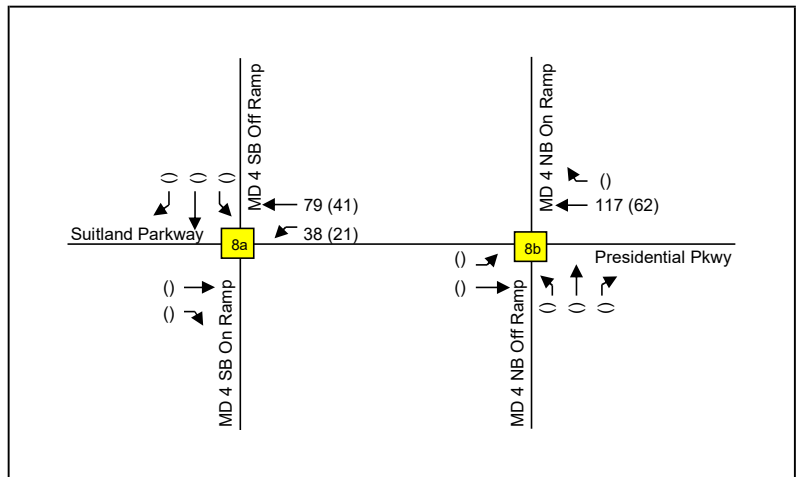 MD 4 SB Off Ramp
MD 4 NB On Ramp
() () ()
()
79 (41)
117 (62)
Suitland Parkway
38 (21)
8a
8b
()
Presidential Pkwy
()
()
() () ()
()
MD 4 SB On Ramp
MD 4 NB Off Ramp